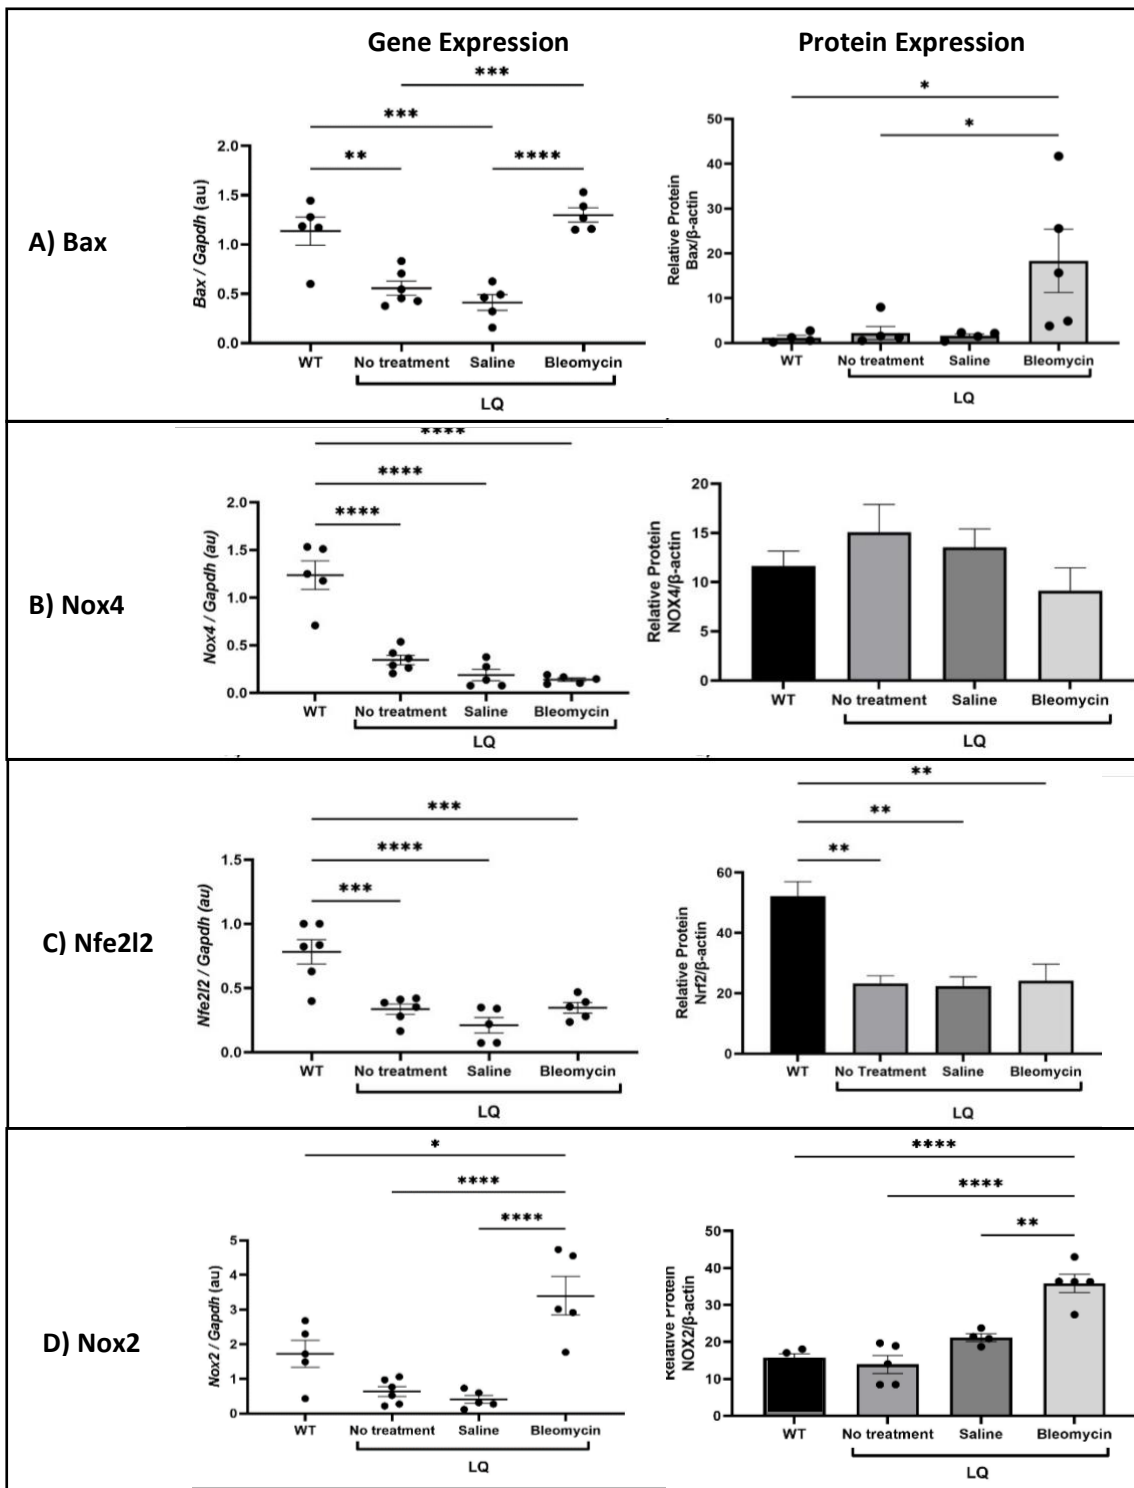 Gene Expression
Protein Expression
A) Bax
***
***
**
****
Bax / Gapdh (au)
2.0
1.5
1.0
0.5
0.0
WT
No treatment
Saline
Bleomycin
LQ
*
*
Relative Protein
Bax/β-actin
50
40
30
20
10
0
WT
No treatment
Saline
Bleomycin
LQ
B) Nox4
****
****
****
Nox4 / Gapdh (au)
2.0
1.5
1.0
0.5
0.0
WT
No treatment
Saline
Bleomycin
LQ
Relative Protein
NOX4/β-actin
20
15
10
5
0
WT
No treatment
Saline
Bleomycin
LQ
C) Nfe2l2
***
****
***
Nfe2l2 / Gapdh (au)
1.5
1.0
0.5
0.0
WT
No treatment
Saline
Bleomycin
LQ
**
**
**
Relative Protein
Nrf2/β-actin
60
40
20
0
WT
No Treatment
Saline
Bleomycin
LQ
D) Nox2
*
****
****
Nox2 / Gapdh (au)
5
4
3
2
1
0
WT
No treatment
Saline
Bleomycin
LQ
****
****
**
Relative Protein
NOX2/β-actin
50
40
30
20
10
0
WT
No treatment
Saline
Bleomycin
LQ